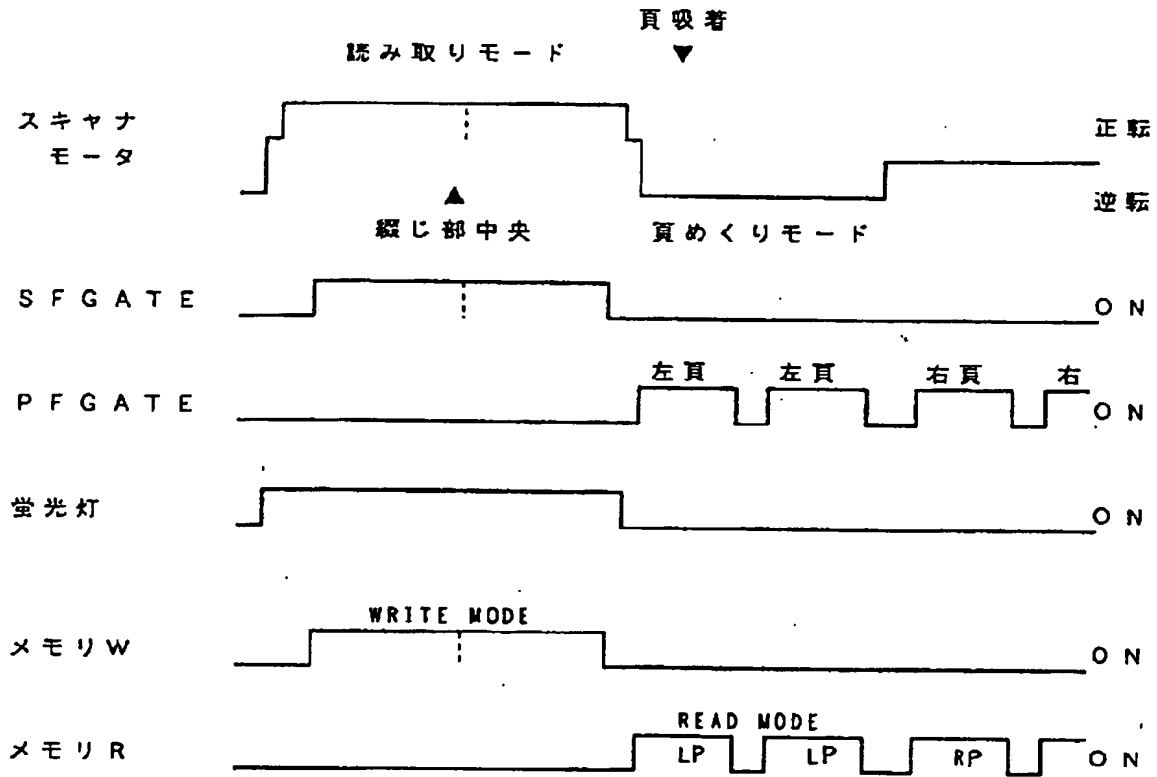 頁吸着
読み取りモード
スキャナ
モータ
正転
逆転
綴じ部中央
頁めくりモード
SFGATE
ON
左頁
左頁
右頁
右
PFGATE
ON
蛍光灯
ON
WRITE MODE
メモリW
ON
READ MODE
メモリR
LP
LP
RP
ON